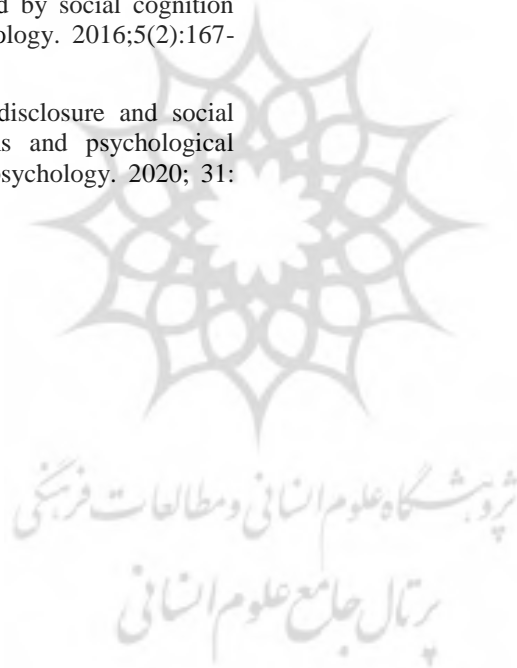 d by social cognition
ology. 2016;5(2):167-
disclosure and social
s and psychological
psychology. 2020; 31:
پژوهشگاه علوم انسانی و مطالعات فرهنگی
پرتال جامع علوم انسانی